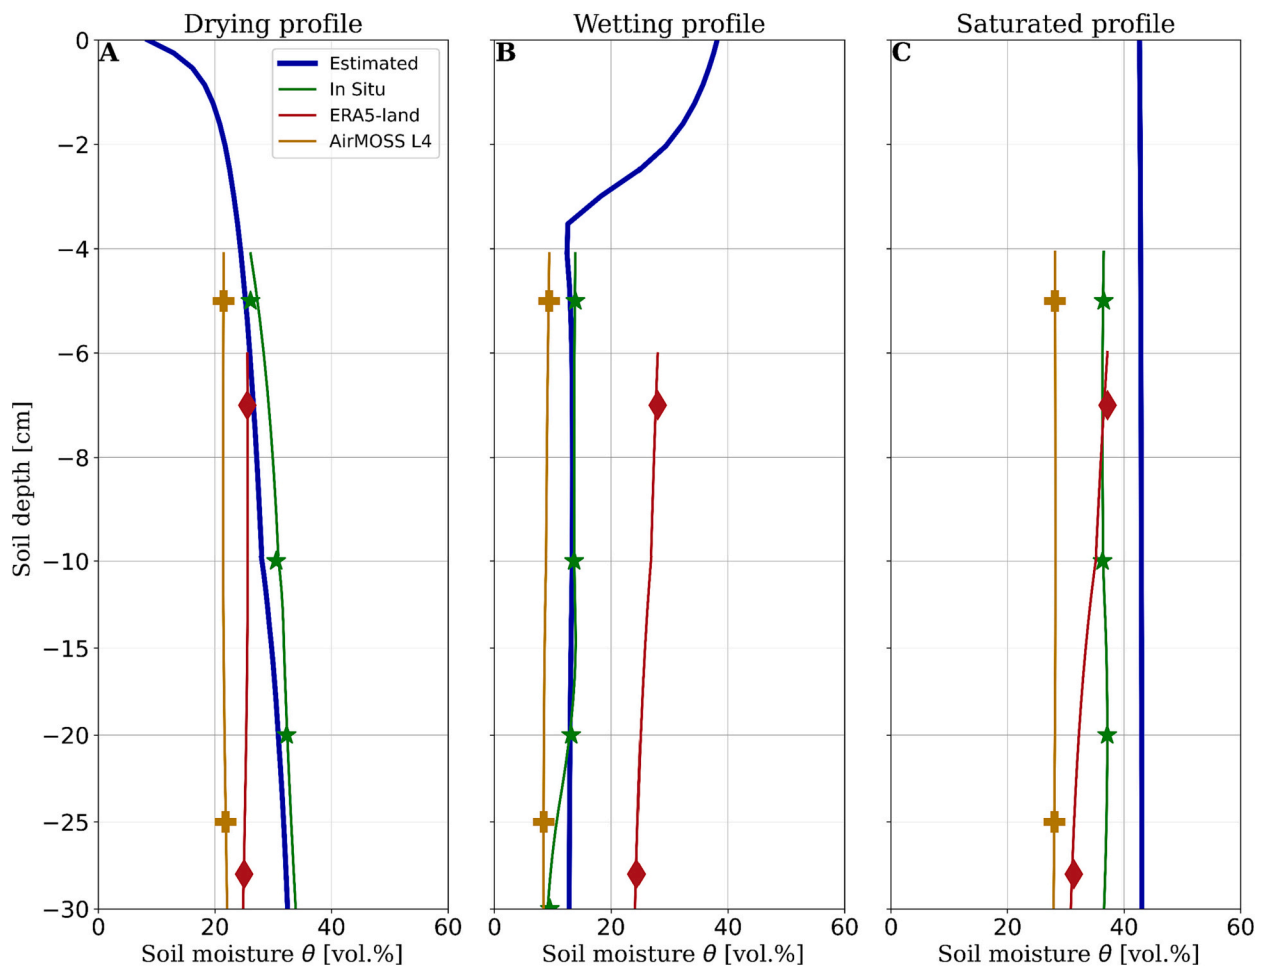 Drying profile
Wetting profile
Saturated profile
A
B
C
Estimated
In Situ
ERA5-land
AirMOSS L4
Soil depth [cm]
0
−2
−4
−6
−8
−10
−15
−20
−25
−30
0 20 40 60
0 20 40 60
0 20 40 60
Soil moisture θ [vol.%]
Soil moisture θ [vol.%]
Soil moisture θ [vol.%]